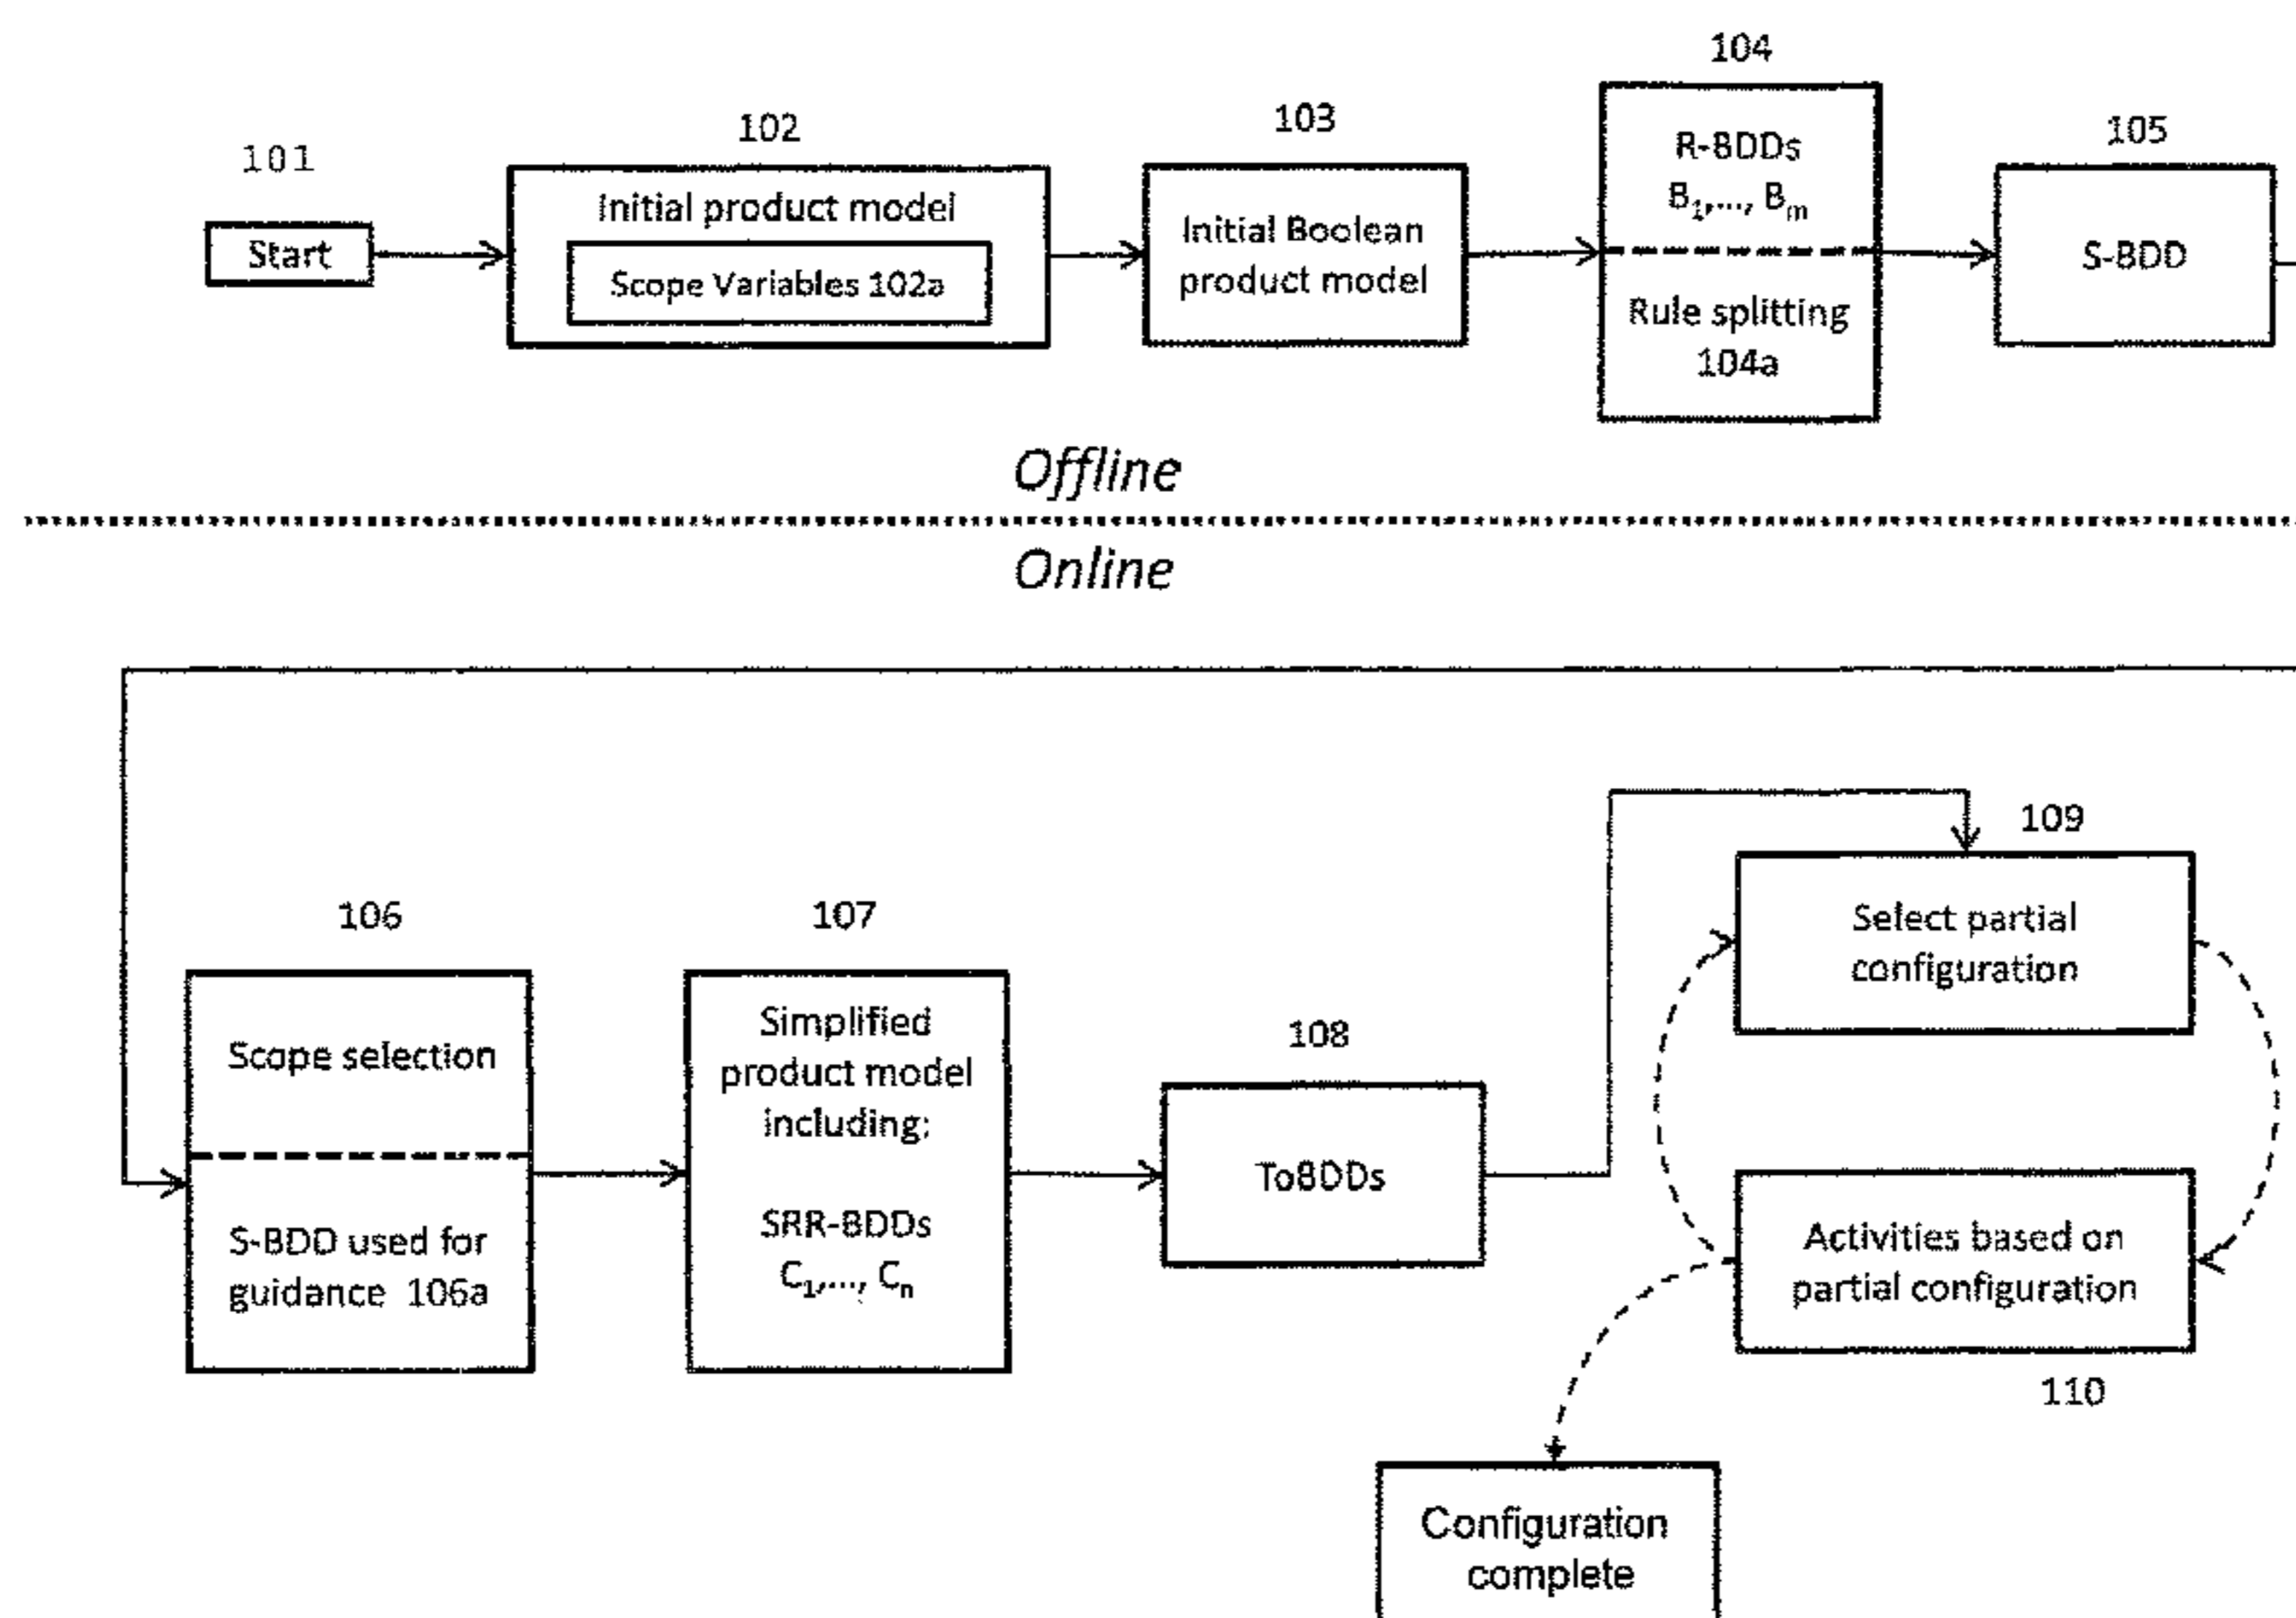 101
Start
102
Initial product model
Scope Variables 102a
103
Initial Boolean
product model
104
R-BDDs
B₁,..., Bₘ
Rule splitting
104a
105
S-BDD
Offline
Online
106
Scope selection
S-BDD used for
guidance 106a
107
Simplified
product model
including:
SRR-BDDs
C₁,..., Cₙ
108
ToBDDs
109
Select partial
configuration
Activities based on
partial configuration
110
Configuration
complete